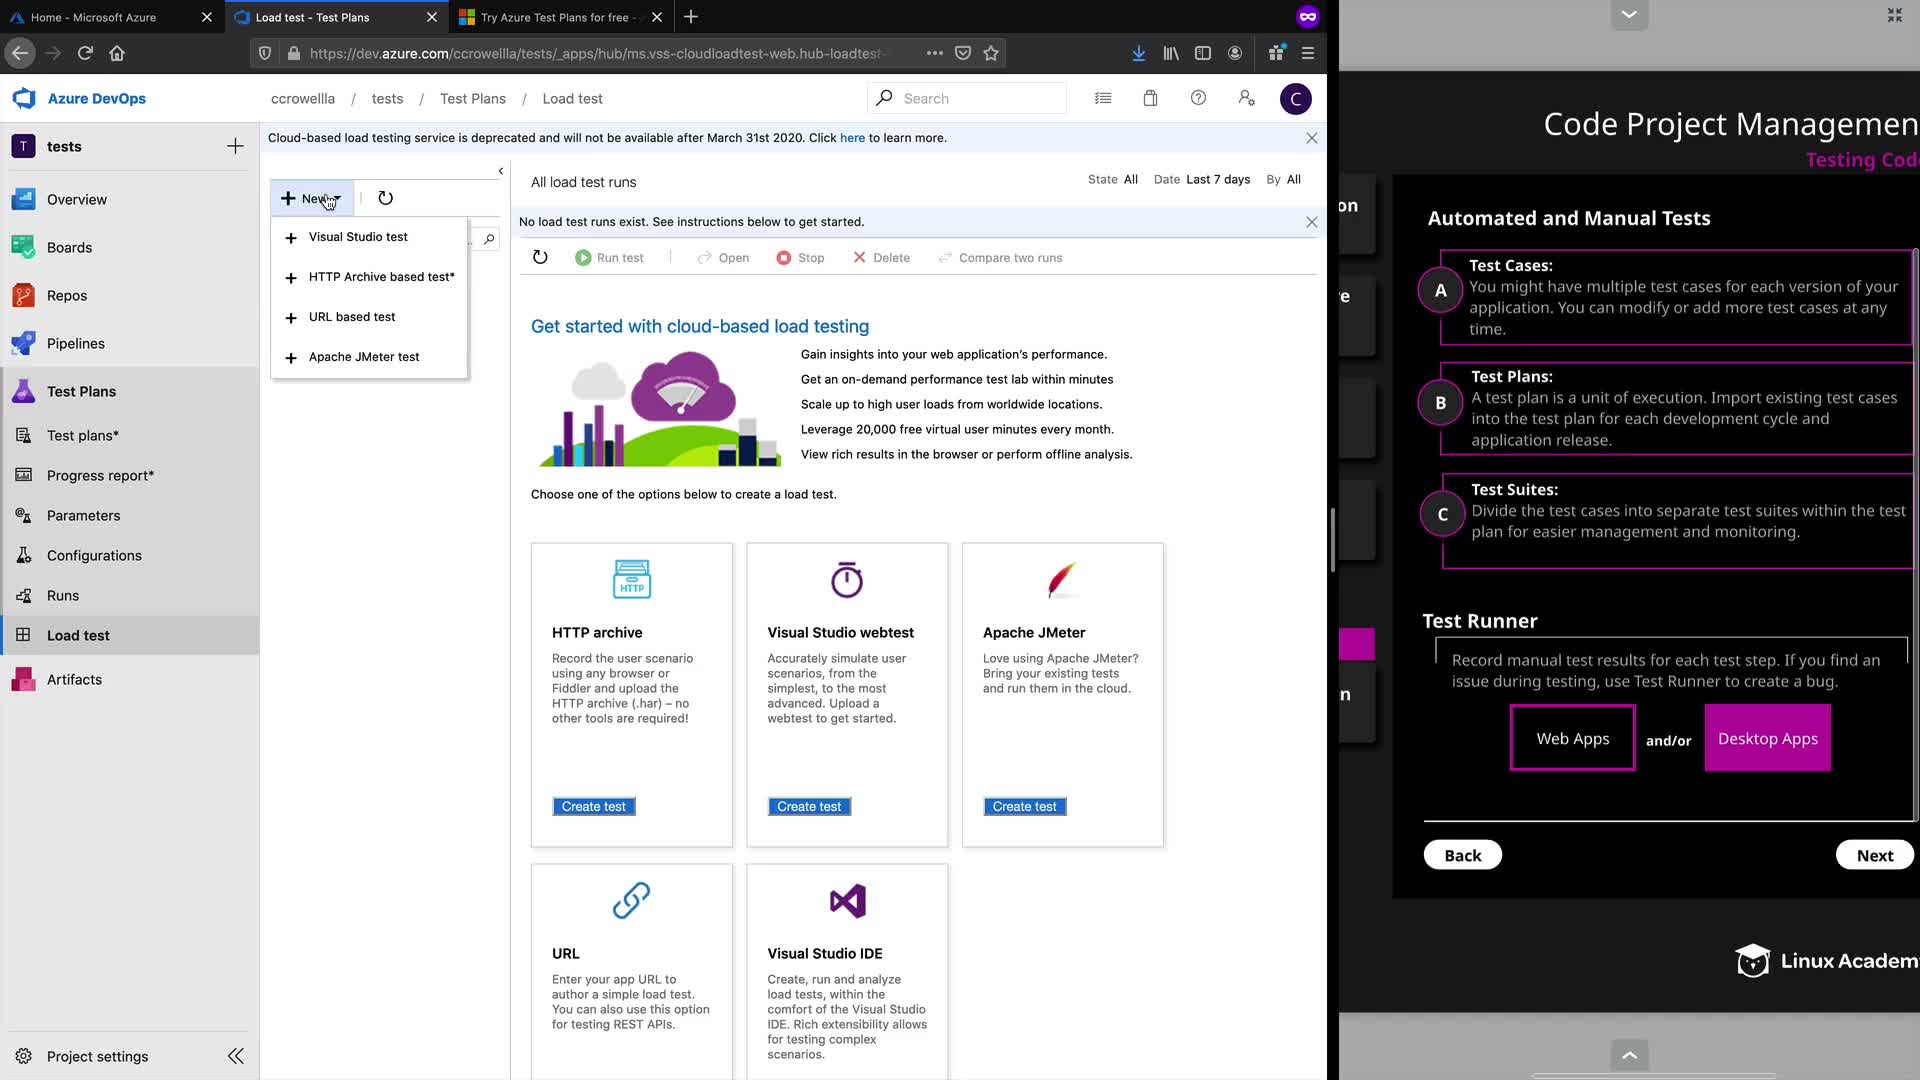 Home - Microsoft Azure
Load test - Test Plans
Try Azure Test Plans for free -
https://dev.azure.com/ccrowellla/tests/_apps/hub/ms.vss-cloudloadtest-web.hub-loadtest-
Azure DevOps
ccrowellla / tests / Test Plans / Load test
Search
C
T
tests
Overview
Boards
Repos
Pipelines
Test Plans
Test plans*
Progress report*
Parameters
Configurations
Runs
Load test
Artifacts
Project settings
Cloud-based load testing service is deprecated and will not be available after March 31st 2020. Click here to learn more.
New
Visual Studio test
HTTP Archive based test*
URL based test
Apache JMeter test
All load test runs
State All Date Last 7 days By All
No load test runs exist. See instructions below to get started.
Run test
Open
Stop
Delete
Compare two runs
Get started with cloud-based load testing
Gain insights into your web application’s performance.
Get an on-demand performance test lab within minutes
Scale up to high user loads from worldwide locations.
Leverage 20,000 free virtual user minutes every month.
View rich results in the browser or perform offline analysis.
Choose one of the options below to create a load test.
HTTP
HTTP archive
Record the user scenario
using any browser or
Fiddler and upload the
HTTP archive (.har) – no
other tools are required!
Create test
Visual Studio webtest
Accurately simulate user
scenarios, from the
simplest, to the most
advanced. Upload a
webtest to get started.
Create test
Apache JMeter
Love using Apache JMeter?
Bring your existing tests
and run them in the cloud.
Create test
URL
Enter your app URL to
author a simple load test.
You can also use this option
for testing REST APIs.
Visual Studio IDE
Create, run and analyze
load tests, within the
comfort of the Visual Studio
IDE. Rich extensibility allows
for testing complex
scenarios.
Code Project Managemen
Testing Code
on
e
n
Automated and Manual Tests
A
Test Cases:
You might have multiple test cases for each version of your
application. You can modify or add more test cases at any
time.
B
Test Plans:
A test plan is a unit of execution. Import existing test cases
into the test plan for each development cycle and
application release.
C
Test Suites:
Divide the test cases into separate test suites within the test
plan for easier management and monitoring.
Test Runner
Record manual test results for each test step. If you find an
issue during testing, use Test Runner to create a bug.
Web Apps
and/or
Desktop Apps
Back
Next
Linux Academ